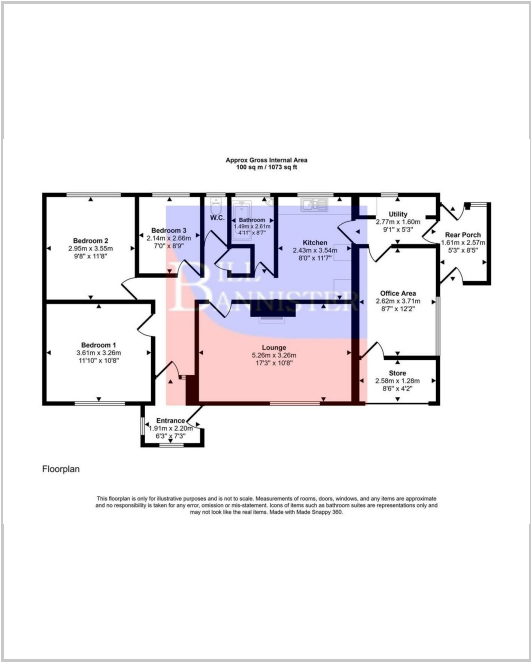 Approx Gross Internal Area
100 sq m / 1073 sq ft
Bedroom 2
2.95m x 3.55m
9'8" x 11'8"
Bedroom 3
2.14m x 2.66m
7'0" x 8'9"
W.C.
Bathroom
1.49m x 2.61m
4'11" x 8'7"
Kitchen
2.43m x 3.54m
8'0" x 11'7"
Utility
2.77m x 1.60m
9'1" x 5'3"
Rear Porch
1.61m x 2.57m
5'3" x 8'5"
Office Area
2.62m x 3.71m
8'7" x 12'2"
BILL
BANNISTER
Bedroom 1
3.61m x 3.26m
11'10" x 10'8"
Lounge
5.26m x 3.26m
17'3" x 10'8"
Store
2.58m x 1.28m
8'6" x 4'2"
Entrance
1.91m x 2.20m
6'3" x 7'3"
Floorplan
This floorplan is only for illustrative purposes and is not to scale. Measurements of rooms, doors, windows, and any items are approximate
and no responsibility is taken for any error, omission or mis-statement. Icons of items such as bathroom suites are representations only and
may not look like the real items. Made with Made Snappy 360.